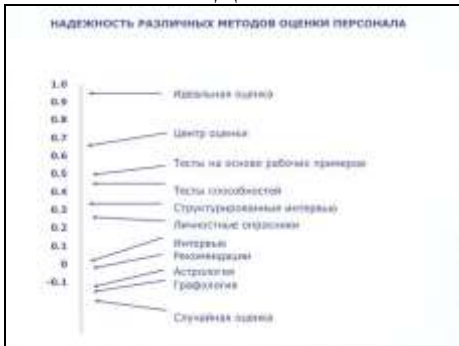 НАДЕЖНОСТЬ РАЗЛИЧНЫХ МЕТОДОВ ОЦЕНКИ ПЕРСОНАЛА
1.0
0.9
0.8
0.7
0.6
0.5
0.4
0.3
0.2
0.1
0
-0.1
Идеальная оценка
Центр оценки
Тесты на основе рабочих примеров
Тесты способностей
Структурированные интервью
Личностные опросники
Интервью
Рекомендации
Астрология
Графология
Случайная оценка